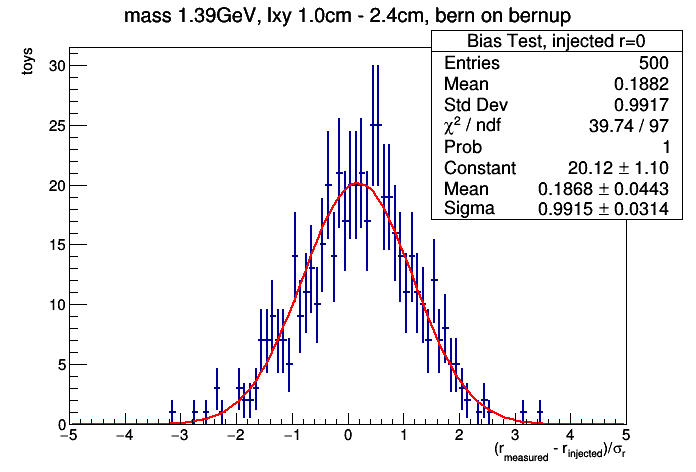 mass 1.39GeV, lxy 1.0cm - 2.4cm, bern on bernup
Bias Test, injected r=0
Entries 500
Mean 0.1882
Std Dev 0.9917
χ² / ndf 39.74 / 97
Prob 1
Constant 20.12 ± 1.10
Mean 0.1868 ± 0.0443
Sigma 0.9915 ± 0.0314
toys
30
25
20
15
10
5
0
−5 −4 −3 −2 −1 0 1 2 3 4 5
(r_measured - r_injected)/σ_r